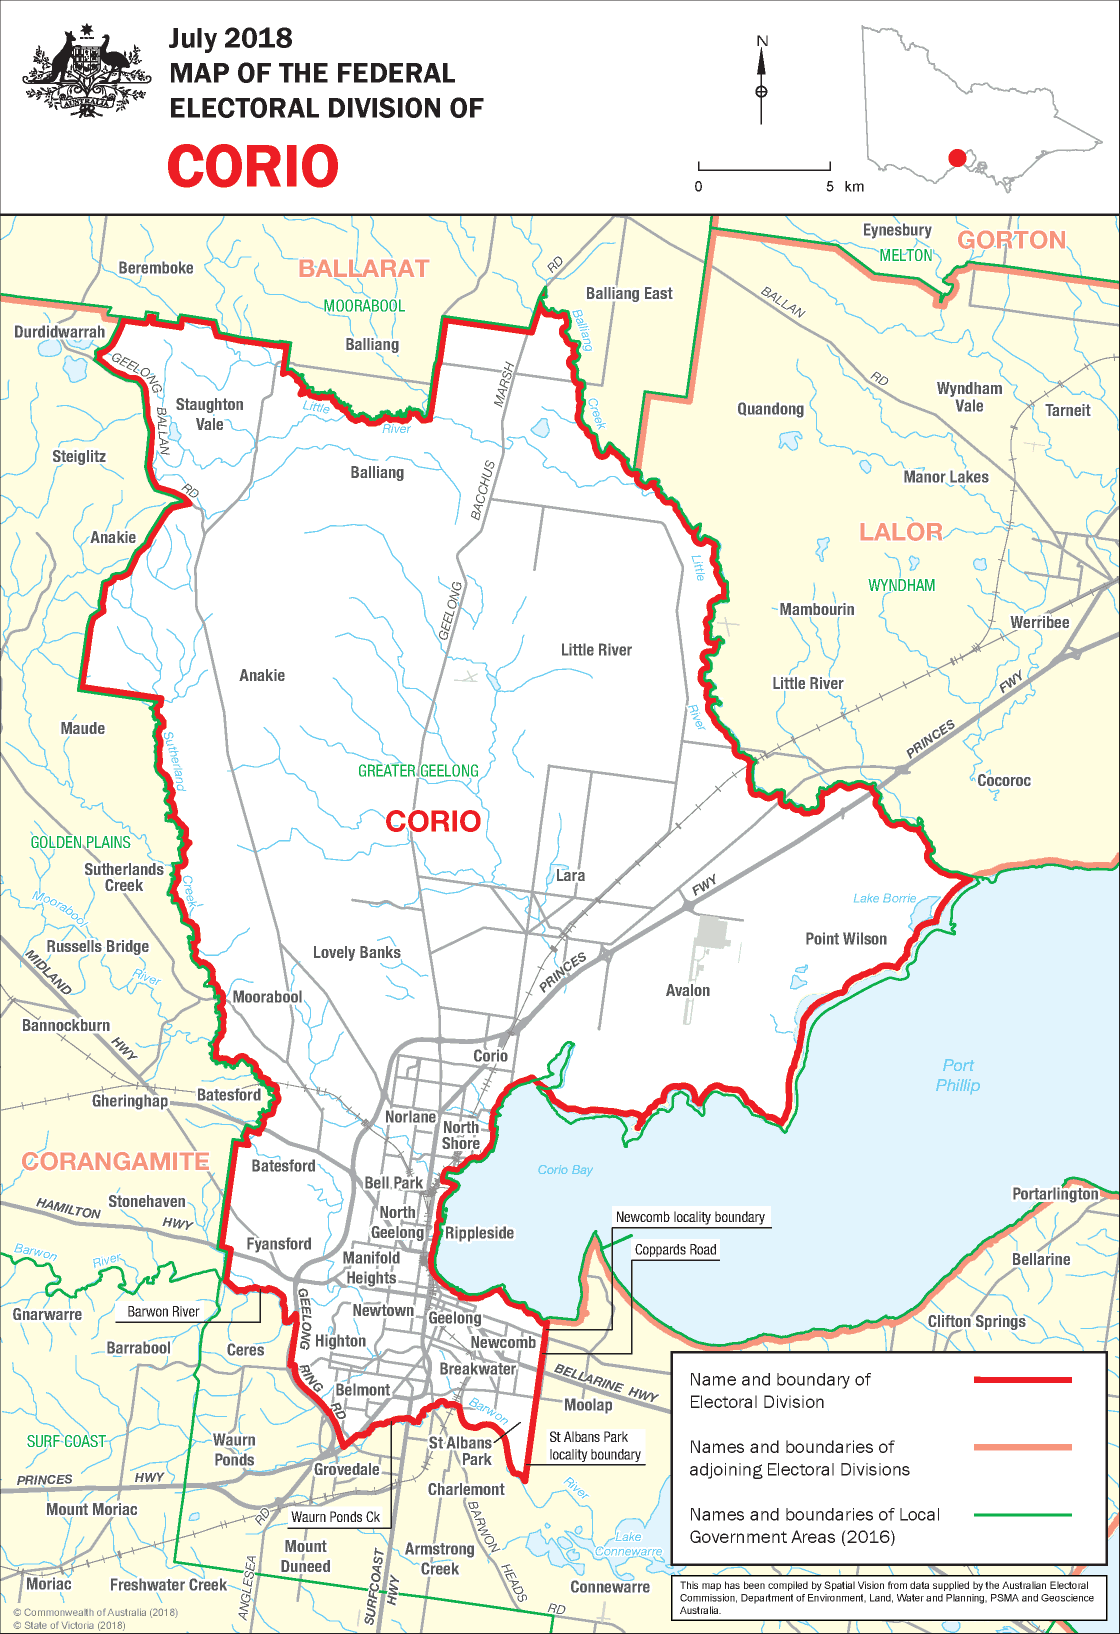 July 2018
MAP OF THE FEDERAL
ELECTORAL DIVISION OF
CORIO
AUSTRALIA
N
0
5 km
Eynesbury
GORTON
MELTON
Beremboke
BALLARAT
RD
Balliang East
BALLAN
MOORABOOL
Durdidwarrah
Balliang
Balliang
GEELONG
MARSH
RD
Wyndham
Vale
Staughton
Vale
Little
River
Creek
Quandong
Tarneit
BALLAN
Steiglitz
Balliang
BACCHUS
Manor Lakes
RD
Anakie
LALOR
Little
WYNDHAM
GEELONG
Mambourin
Werribee
Little River
Anakie
Little River
FWY
River
Maude
PRINCES
Sutherland
GREATER GEELONG
Cocoroc
CORIO
GOLDEN PLAINS
Sutherlands
Creek
Lara
FWY
Creek
Moorabool
Lake Borrie
Russells Bridge
Point Wilson
Lovely Banks
MIDLAND
River
PRINCES
Moorabool
Avalon
Bannockburn
HWY
Corio
Port
Phillip
Gheringhap
Batesford
Norlane
North
Shore
CORANGAMITE
Batesford
Corio Bay
Bell Park
Stonehaven
HAMILTON
HWY
Portarlington
North
Geelong
Rippleside
Newcomb locality boundary
Fyansford
Coppards Road
Barwon
River
Manifold
Heights
Bellarine
Gnarwarre
Barwon River
GEELONG
Newtown
Geelong
Clifton Springs
Barrabool
Ceres
Highton
Newcomb
RING
Breakwater
BELLARINE HWY
Belmont
RD
Barwon
Moolap
SURF COAST
Waurn
Ponds
St Albans
Park
St Albans Park
locality boundary
Grovedale
PRINCES
HWY
Charlemont
River
Mount Moriac
RD
Waurn Ponds Ck
BARWON
Lake
Connewarre
Mount
Duneed
Armstrong
Creek
HEADS
Moriac
Freshwater Creek
ANGLESEA
SURFCOAST
HWY
Connewarre
RD
Name and boundary of
Electoral Division
Names and boundaries of
adjoining Electoral Divisions
Names and boundaries of Local
Government Areas (2016)
This map has been compiled by Spatial Vision from data supplied by the Australian Electoral
Commission, Department of Environment, Land, Water and Planning, PSMA and Geoscience
Australia.
© Commonwealth of Australia (2018)
© State of Victoria (2018)